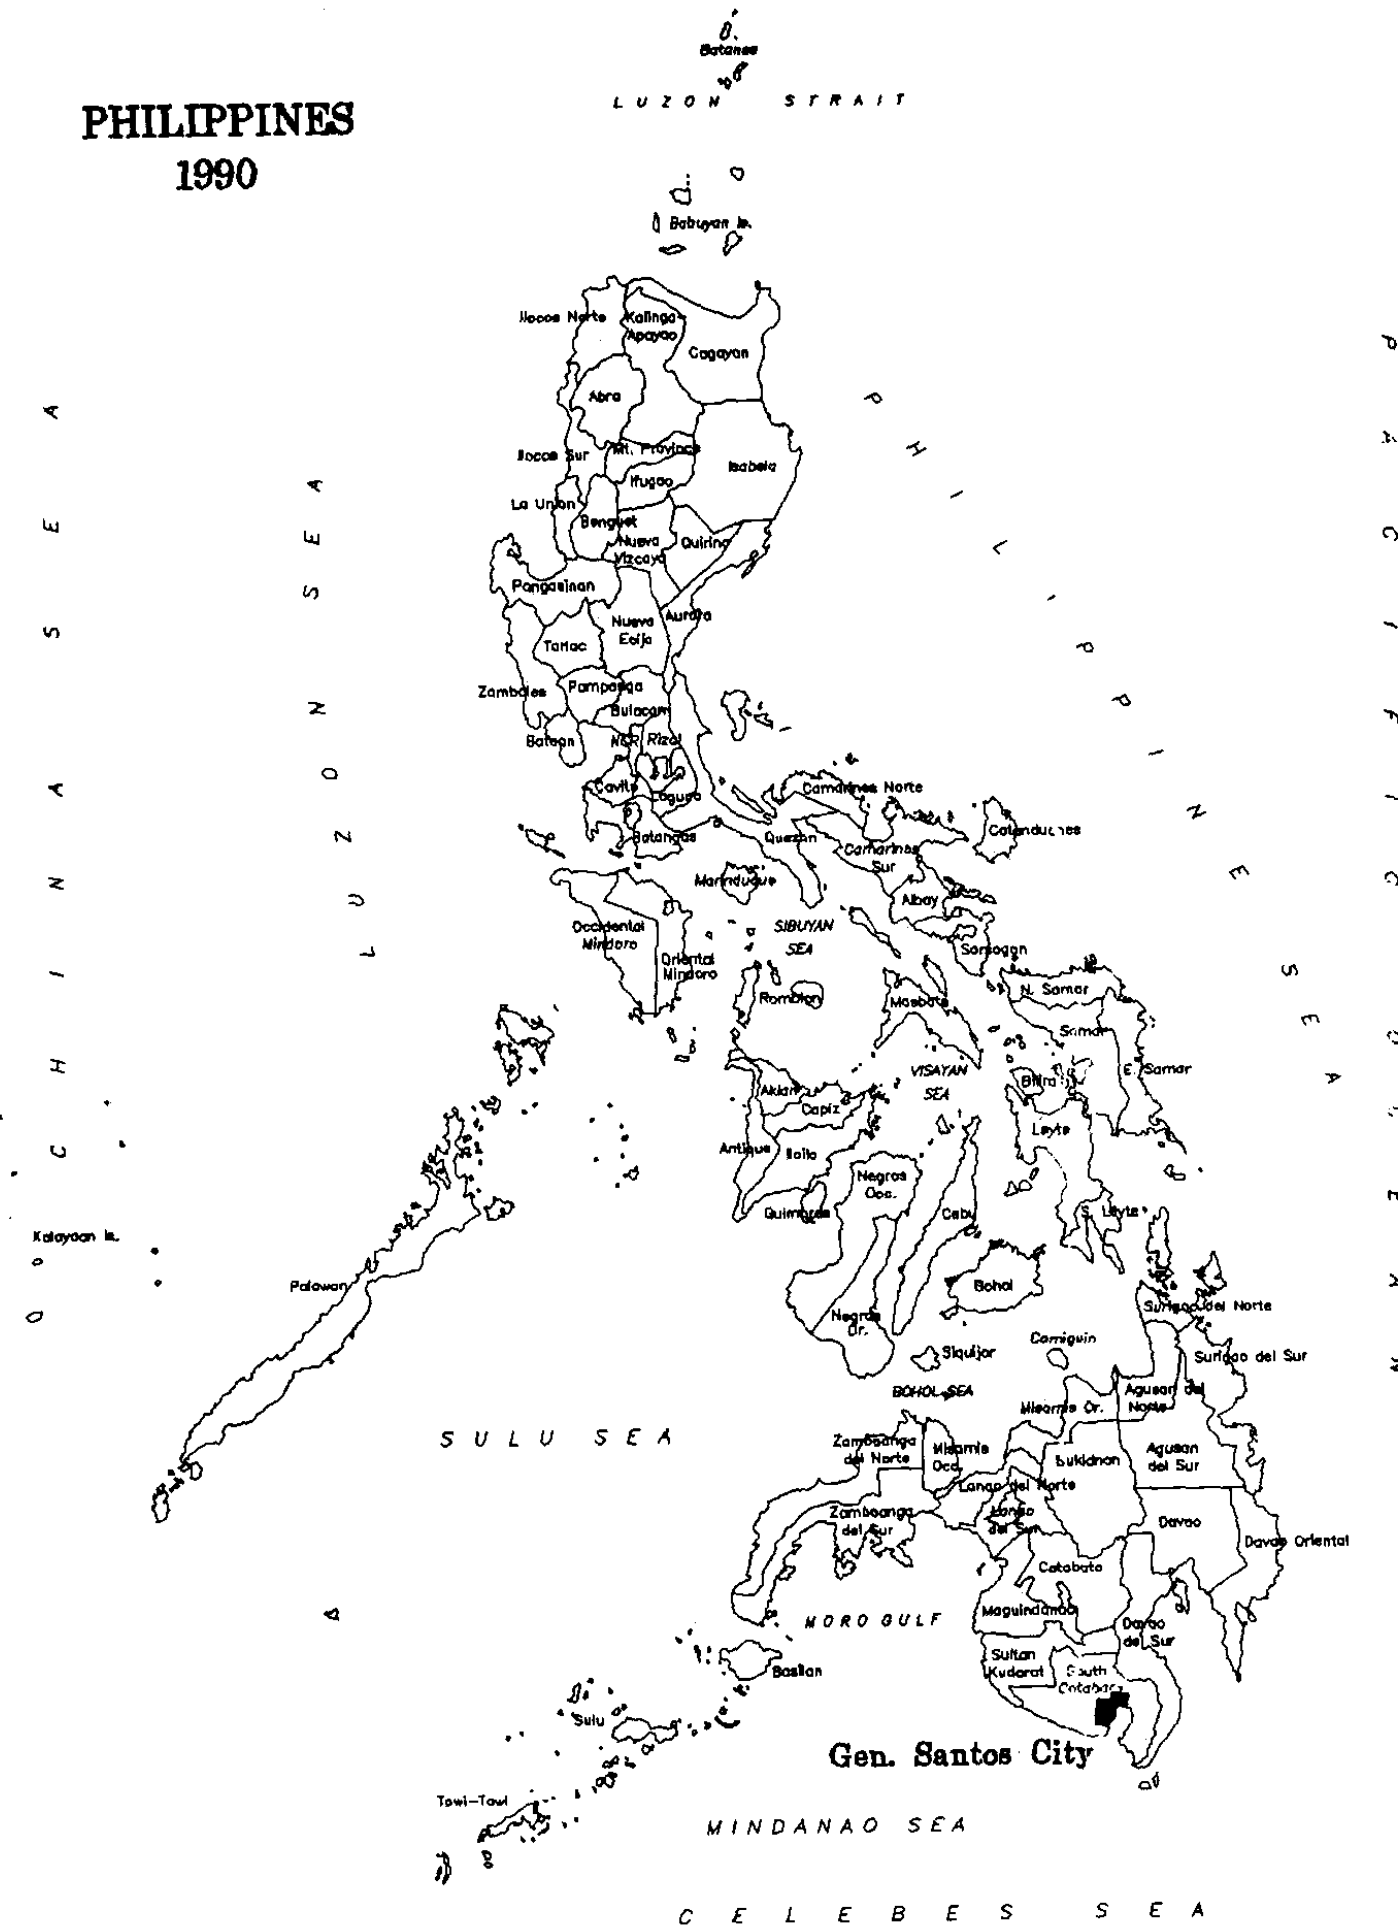 Batanes
LUZON STRAIT
PHILIPPINES
1990
Babuyan Is.
Ilocos Norte
Kalinga-
Apayao
Cagayan
Abra
Ilocos Sur
Mt. Province
Isabela
Ifugao
La Union
Benguet
Nueva
Vizcaya
Quirino
Pangasinan
Aurora
Nueva
Ecija
Tarlac
Zambales
Pampanga
Bulacan
Bataan
NCR
Rizal
Cavite
Laguna
Camarines Norte
Catanduanes
Batangas
Quezon
Camarines
Sur
Marinduque
Albay
Occidental
Mindoro
SIBUYAN
SEA
Sorsogon
Oriental
Mindoro
Romblon
Masbate
N. Samar
Samar
E. Samar
VISAYAN
SEA
Biliran
Aklan
Capiz
Leyte
Antique
Iloilo
Negros
Occ.
Guimaras
Cebu
S. Leyte
Kalayaan Is.
Palawan
Bohol
Surigao del Norte
Negros
Or.
Siquijor
Camiguin
Surigao del Sur
BOHOL SEA
Agusan del
Norte
Misamis Or.
SULU SEA
Zamboanga
del Norte
Misamis
Occ.
Bukidnon
Agusan
del Sur
Lanao del Norte
Lanao
del Sur
Zamboanga
del Sur
Davao
Davao Oriental
Cotabato
Maguindanao
MORO GULF
Davao
del Sur
Sultan
Kudarat
South
Cotabato
Basilan
Sulu
Gen. Santos City
Tawi-Tawi
MINDANAO SEA
CELEBES SEA
CHINA SEA
LUZON SEA
PHILIPPINE SEA